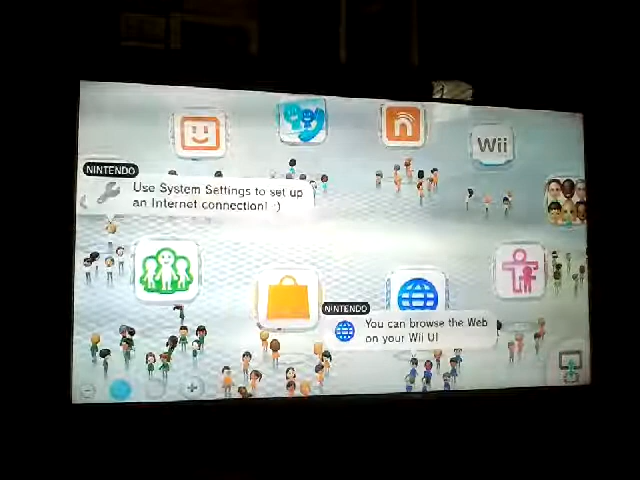 Wii
NINTENDO
Use System Settings to set up
an Internet connection! :)
NINTENDO
You can browse the Web
on your Wii U!